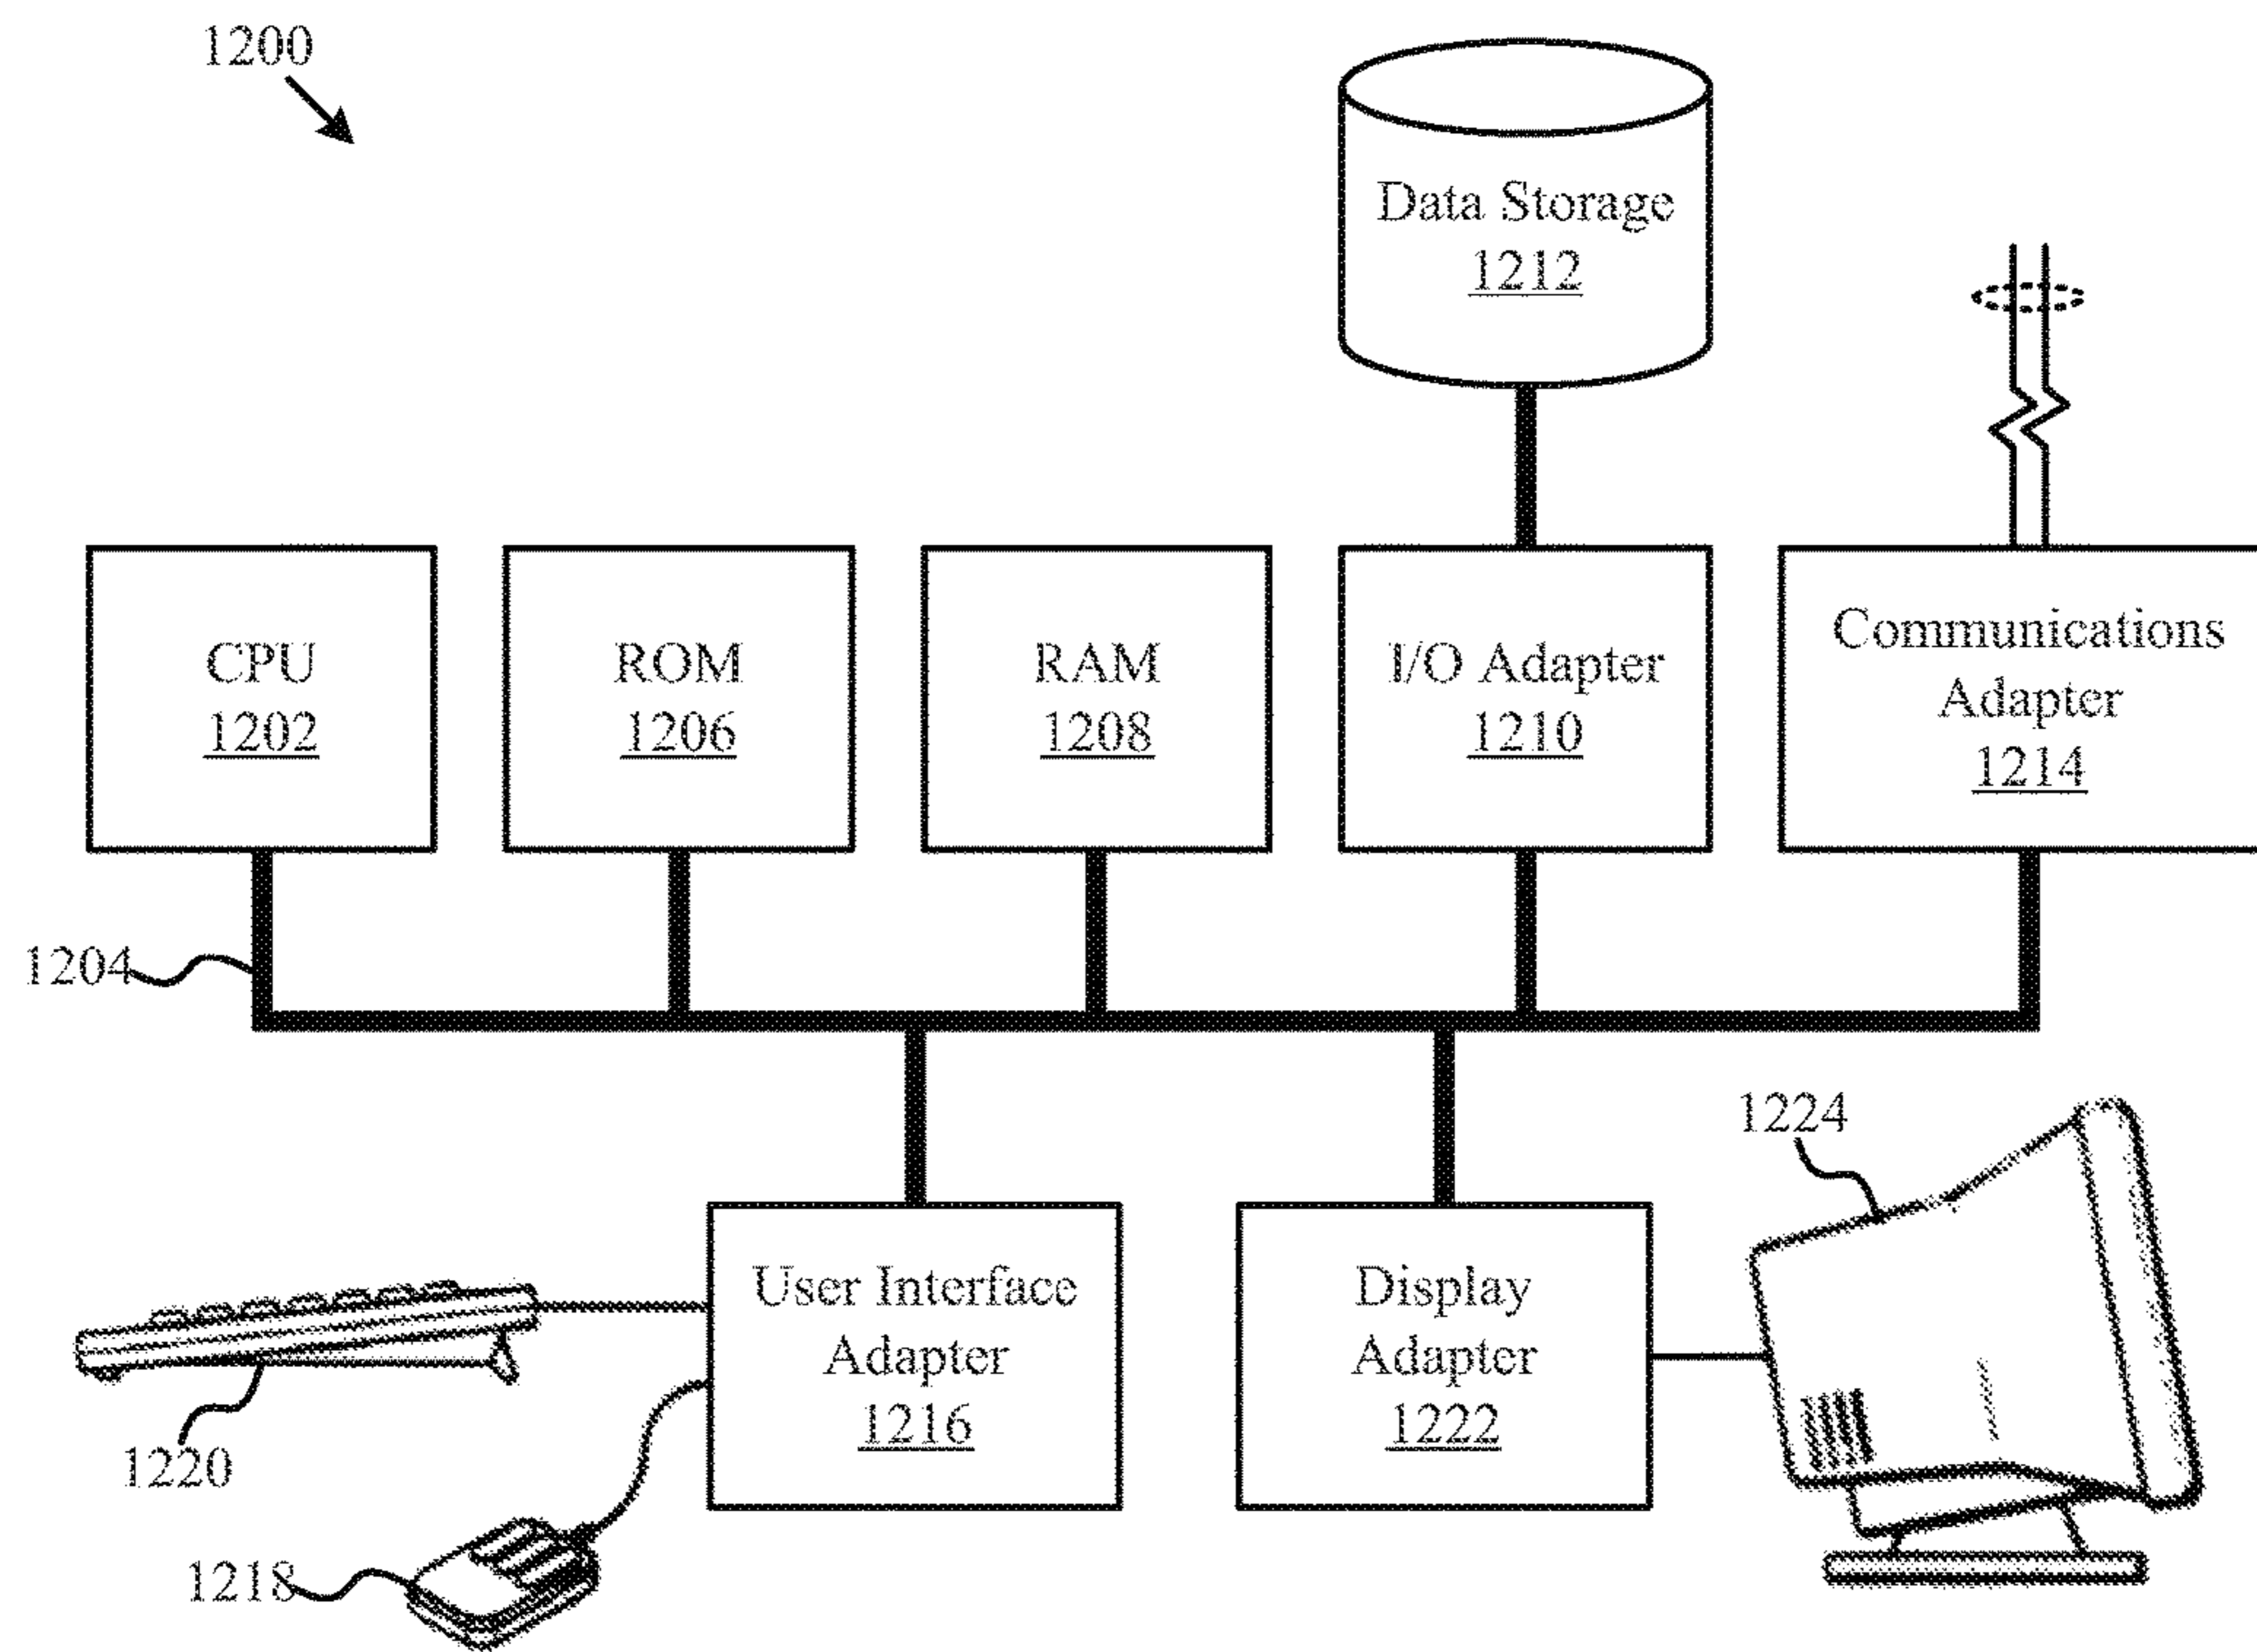 1200
Data Storage
1212
CPU
1202
ROM
1206
RAM
1208
I/O Adapter
1210
Communications
Adapter
1214
1204
1224
User Interface
Adapter
1216
Display
Adapter
1222
1220
1218